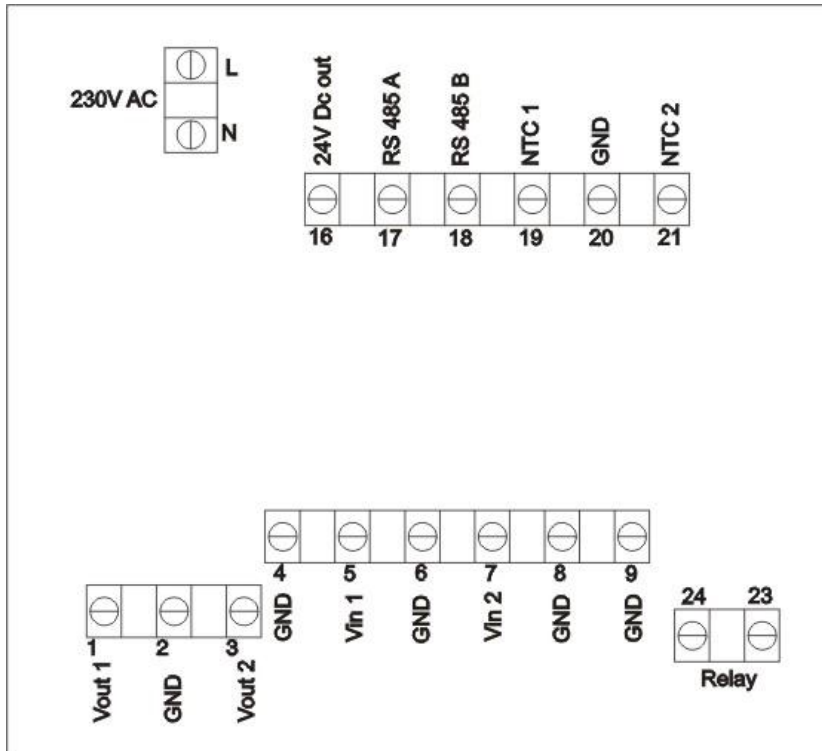 L
230V AC
N
24V Dc out
RS 485 A
RS 485 B
NTC 1
GND
NTC 2
16 17 18 19 20 21
4 5 6 7 8 9
GND
Vin 1
GND
Vin 2
GND
GND
1 2 3
Vout 1
GND
Vout 2
24 23
Relay